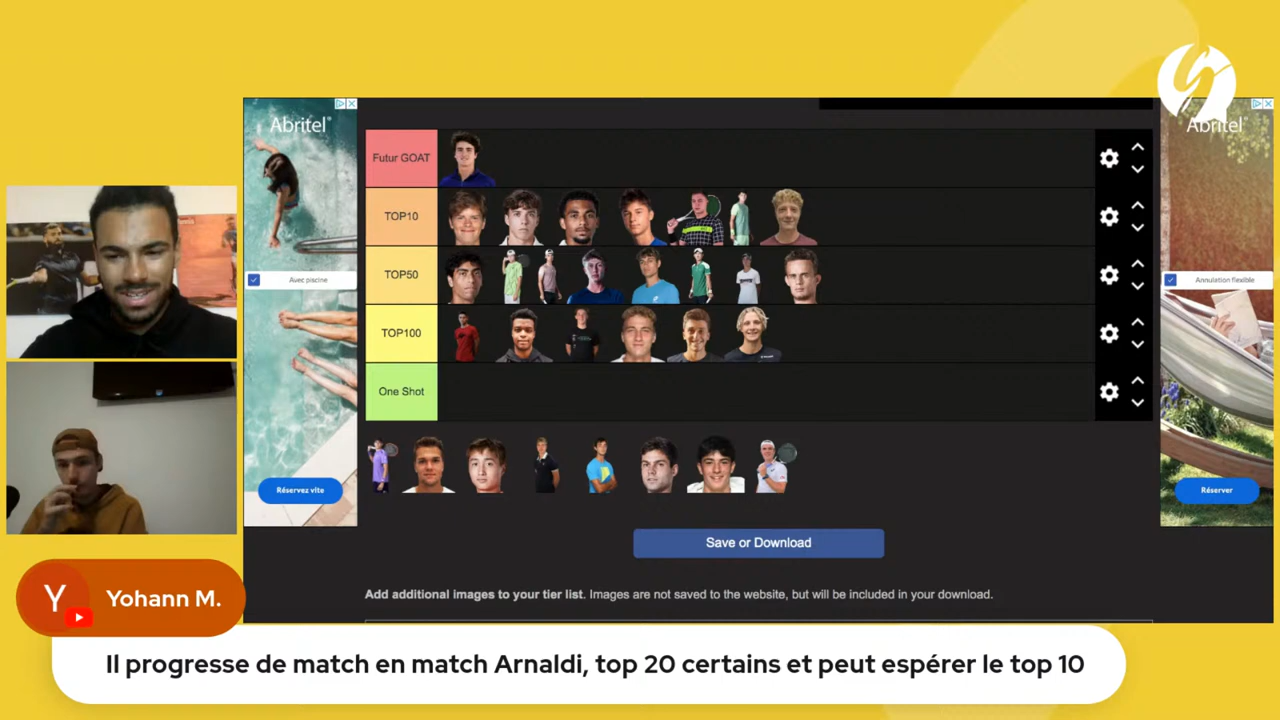 Abritel®
Abritel®
Futur GOAT
TOP10
TOP50
Avec piscine
Annulation flexible
TOP100
One Shot
Réservez vite
Réserver
Save or Download
Add additional images to your tier list. Images are not saved to the website, but will be included in your download.
Y
Yohann M.
Il progresse de match en match Arnaldi, top 20 certains et peut espérer le top 10